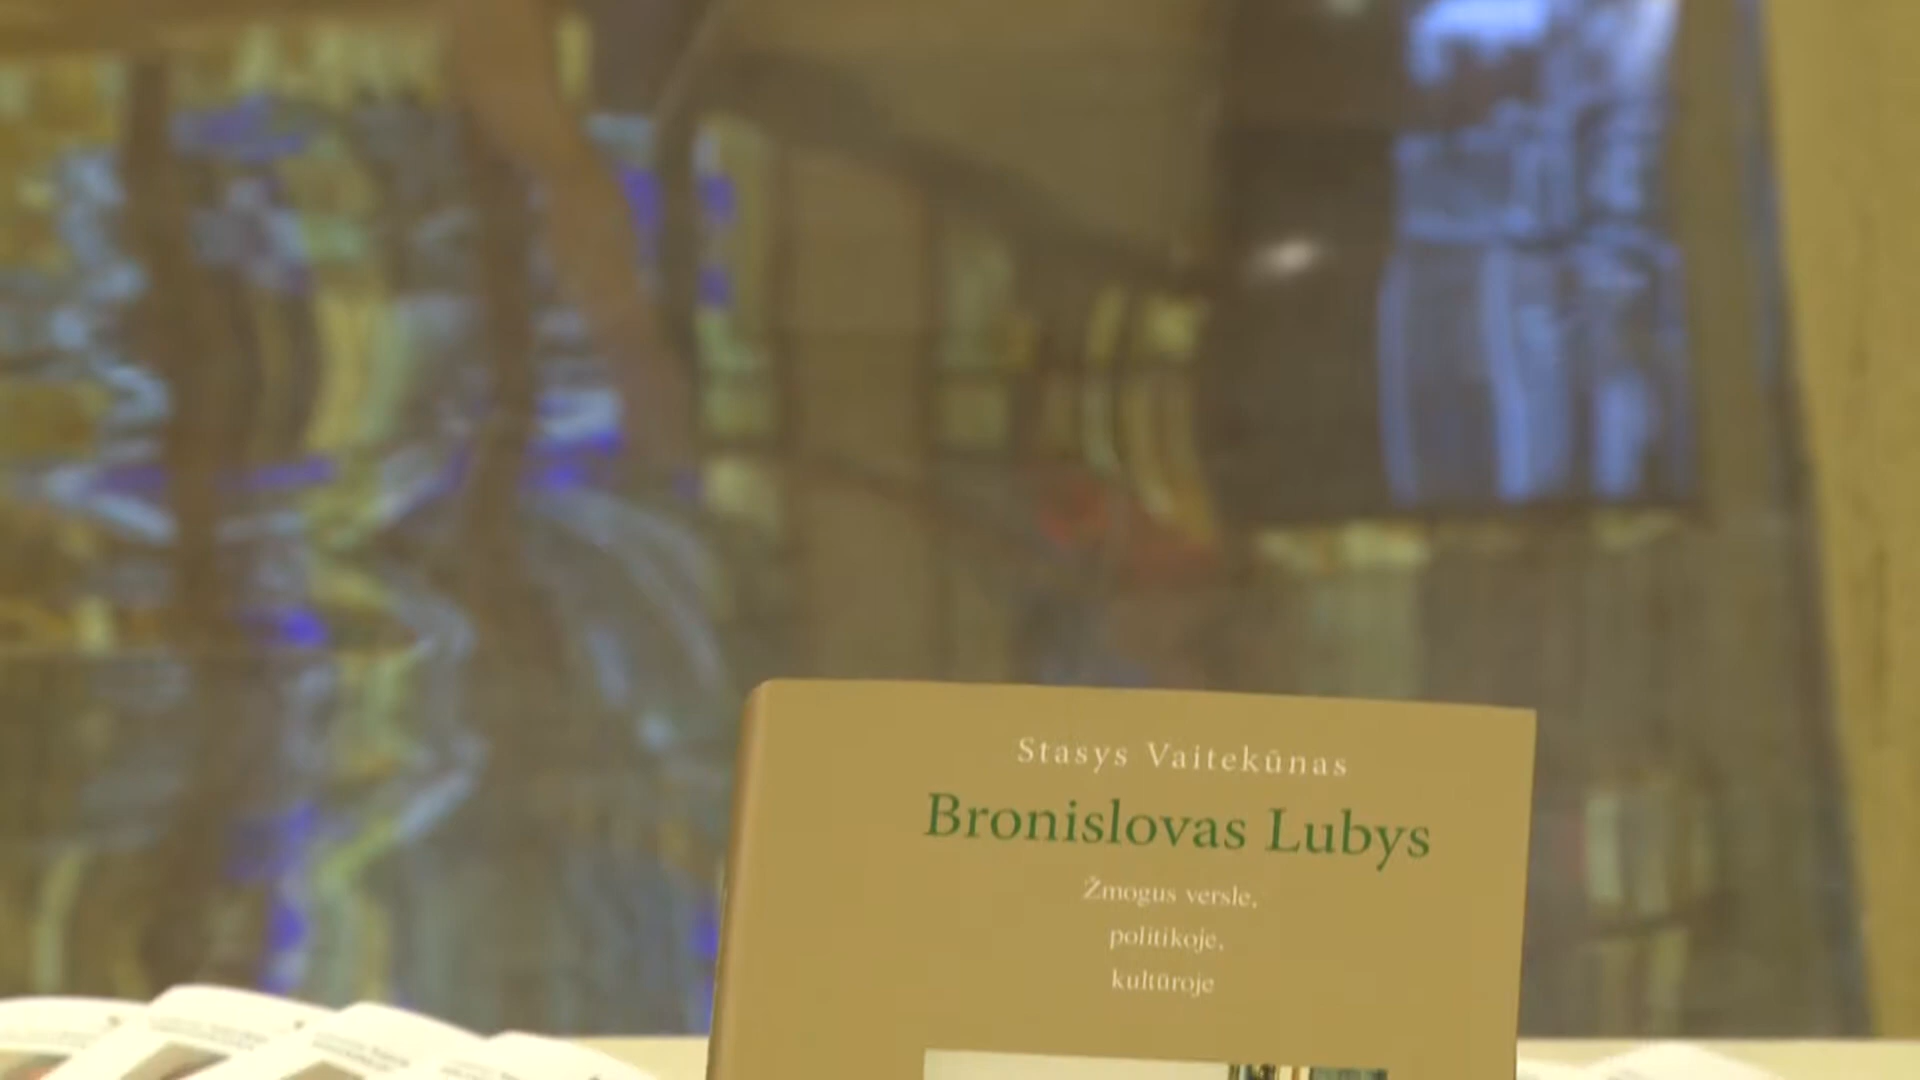 Stasys Vaitekūnas
Bronislovas Lubys
Žmogus versle,
politikoje,
kultūroje